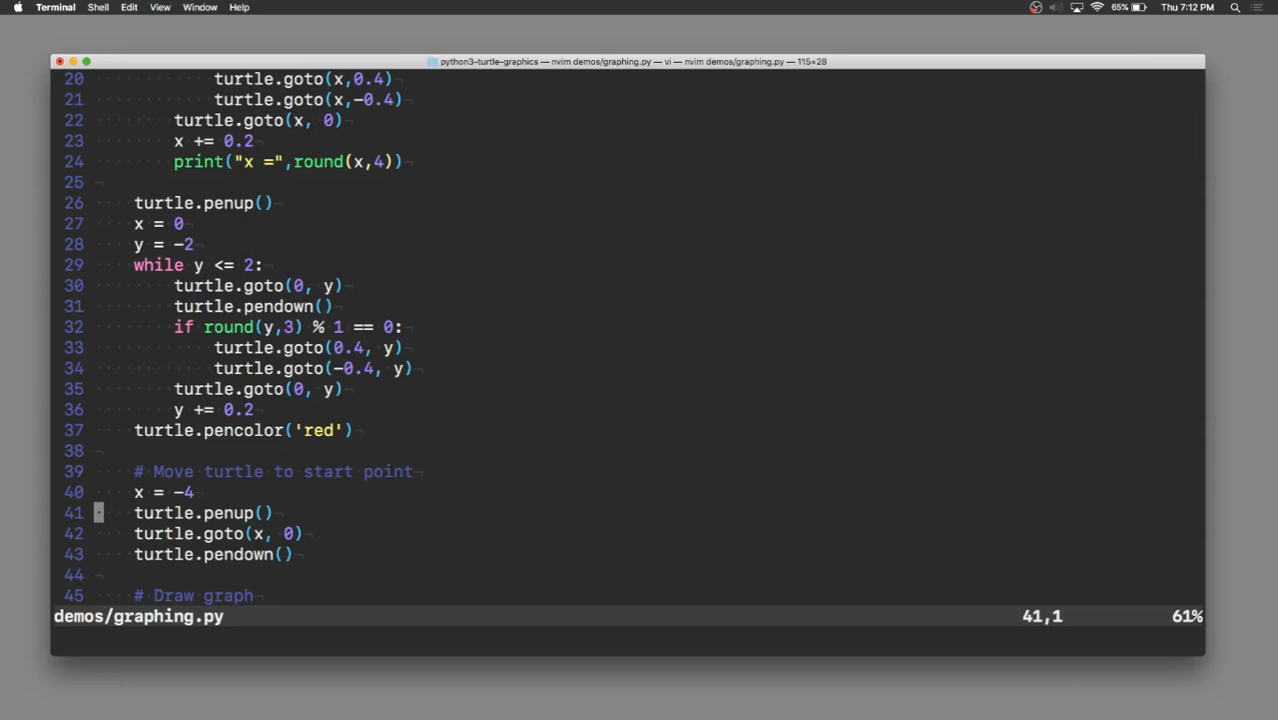 Terminal Shell Edit View Window Help 65% Thu 7:12 PM
python3-turtle-graphics — nvim demos/graphing.py — vi — nvim demos/graphing.py — 115×28
20 turtle.goto(x,0.4)
21 turtle.goto(x,-0.4)
22 turtle.goto(x, 0)
23 x += 0.2
24 print("x =",round(x,4))
25
26 turtle.penup()
27 x = 0
28 y = -2
29 while y <= 2:
30 turtle.goto(0, y)
31 turtle.pendown()
32 if round(y,3) % 1 == 0:
33 turtle.goto(0.4, y)
34 turtle.goto(-0.4, y)
35 turtle.goto(0, y)
36 y += 0.2
37 turtle.pencolor('red')
38
39 # Move turtle to start point
40 x = -4
41 turtle.penup()
42 turtle.goto(x, 0)
43 turtle.pendown()
44
45 # Draw graph
demos/graphing.py 41,1 61%